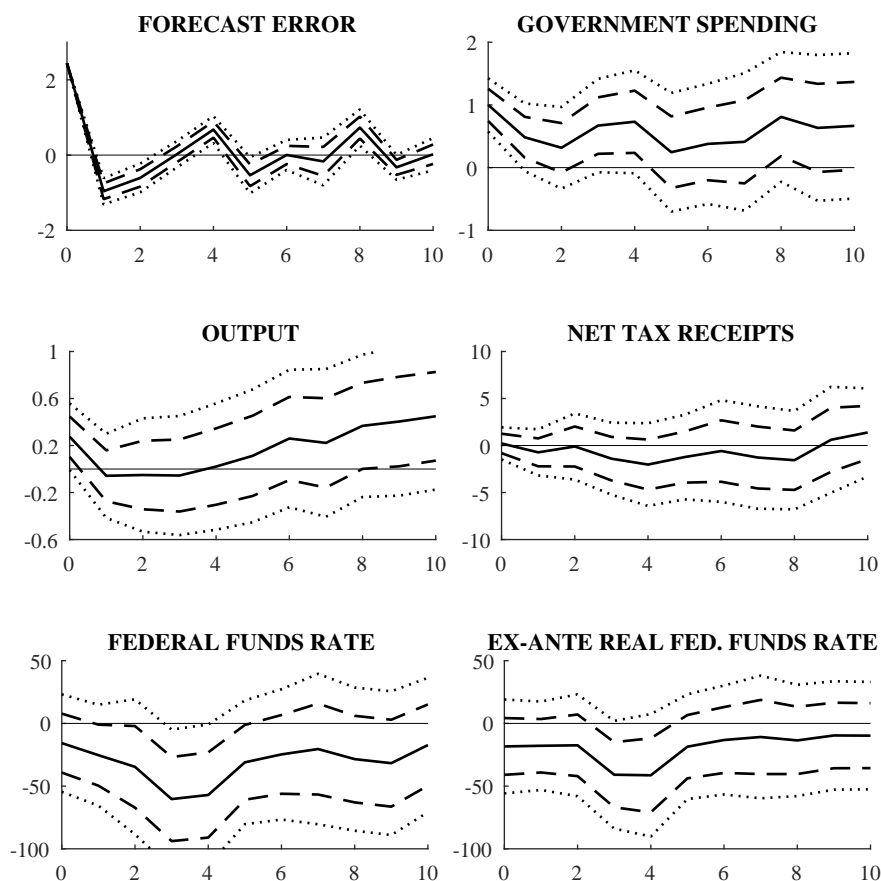 FORECAST ERROR
2
0
-2
0 2 4 6 8 10
GOVERNMENT SPENDING
2
1
0
-1
0 2 4 6 8 10
OUTPUT
1
0.6
0.2
-0.2
-0.6
0 2 4 6 8 10
NET TAX RECEIPTS
10
5
0
-5
-10
0 2 4 6 8 10
FEDERAL FUNDS RATE
50
0
-50
-100
0 2 4 6 8 10
EX-ANTE REAL FED. FUNDS RATE
50
0
-50
-100
0 2 4 6 8 10